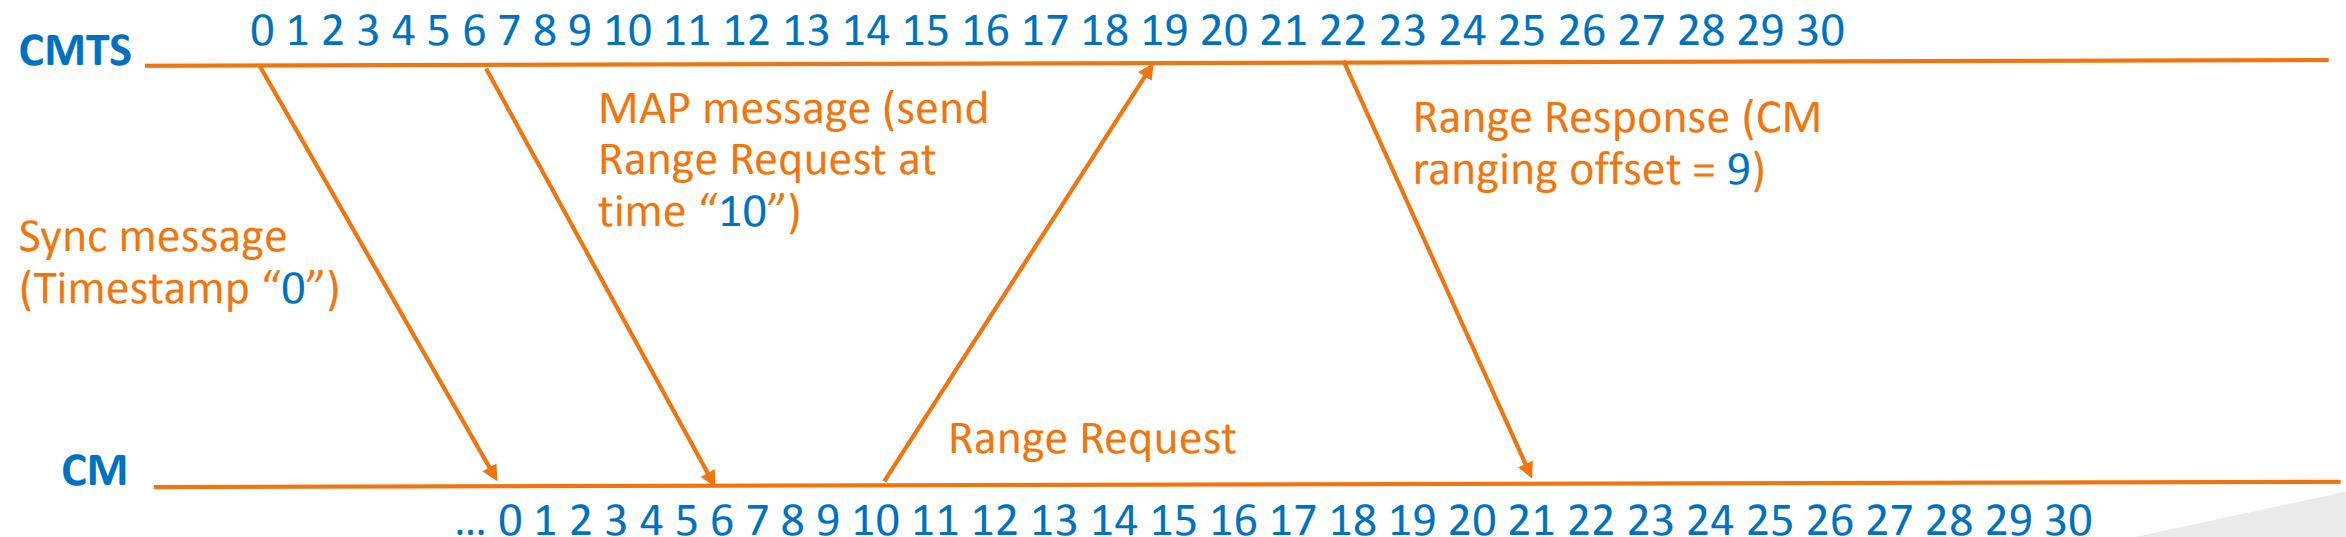 0 1 2 3 4 5 6 7 8 9 10 11 12 13 14 15 16 17 18 19 20 21 22 23 24 25 26 27 28 29 30
CMTS
MAP message (send
Range Request at
time “10”)
Range Response (CM
ranging offset = 9)
Sync message
(Timestamp “0”)
Range Request
CM
... 0 1 2 3 4 5 6 7 8 9 10 11 12 13 14 15 16 17 18 19 20 21 22 23 24 25 26 27 28 29 30